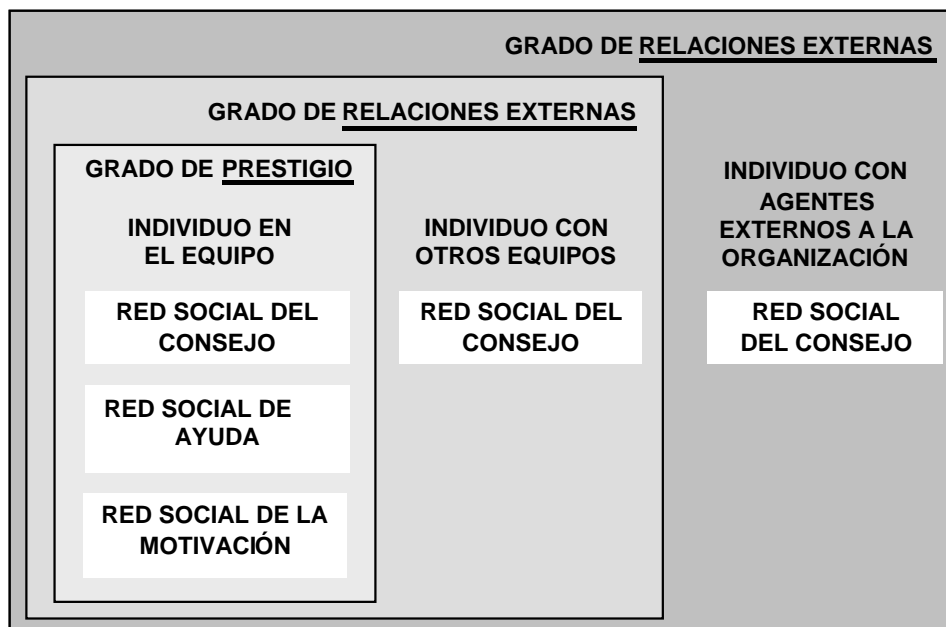 GRADO DE RELACIONES EXTERNAS
GRADO DE RELACIONES EXTERNAS
GRADO DE PRESTIGIO
INDIVIDUO EN
EL EQUIPO
RED SOCIAL DEL
CONSEJO
RED SOCIAL DE
AYUDA
RED SOCIAL DE LA
MOTIVACIÓN
INDIVIDUO CON
OTROS EQUIPOS
RED SOCIAL DEL
CONSEJO
INDIVIDUO CON
AGENTES
EXTERNOS A LA
ORGANIZACIÓN
RED SOCIAL
DEL CONSEJO